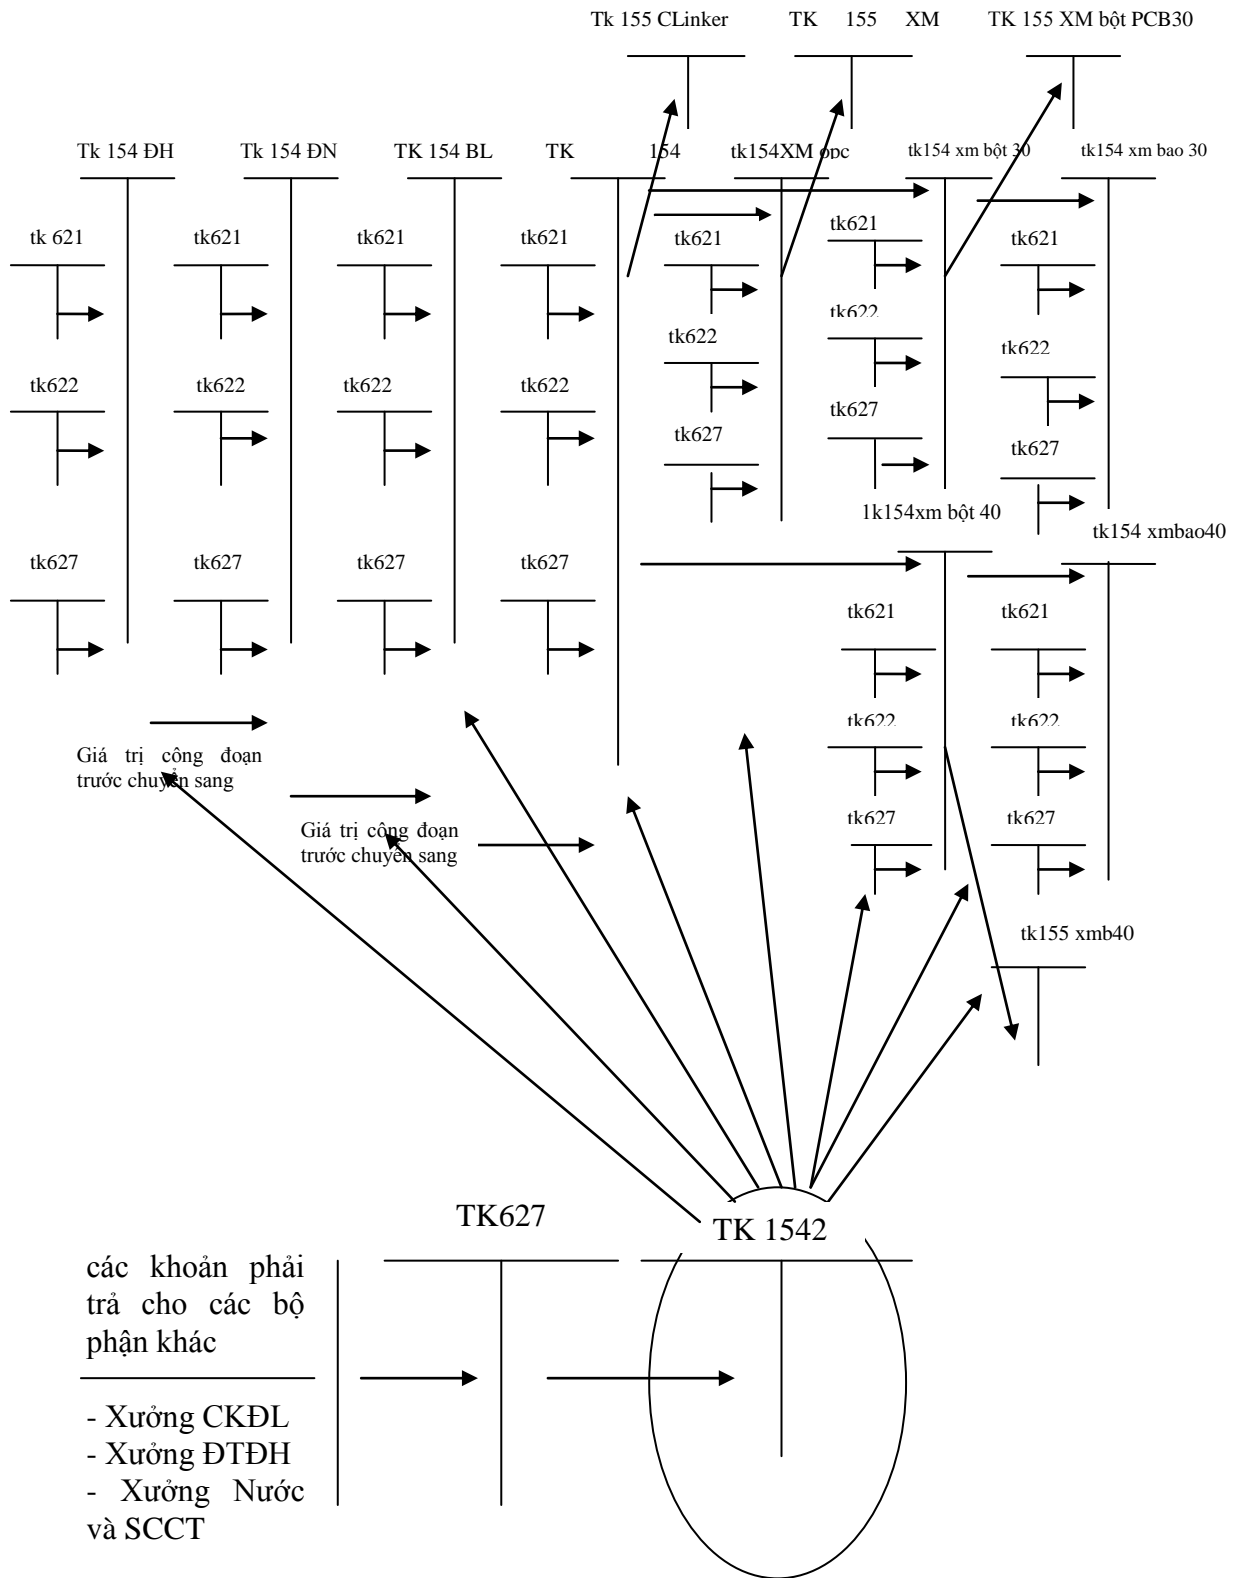 Tk 155 CLinker TK 155 XM TK 155 XM bột PCB30
Tk 154 ĐH Tk 154 ĐN TK 154 BL TK 154 tk154XM opc tk154 xm bột 30 tk154 xm bao 30
tk 621 tk621 tk621 tk621 tk621 tk621 tk621
tk622 tk622 tk622 tk622 tk622 tk622 tk622
tk627 tk627 tk627
1k154xm bột 40
tk154 xmbao40
tk627 tk627 tk627 tk627
tk621 tk621
tk622 tk622
tk627 tk627
Giá trị công đoạn
trước chuyển sang
Giá trị công đoạn
trước chuyển sang
tk155 xmb40
TK627 TK 1542
các khoản phải
trả cho các bộ
phận khác
- Xưởng CKĐL
- Xưởng ĐTĐH
- Xưởng Nước
và SCCT